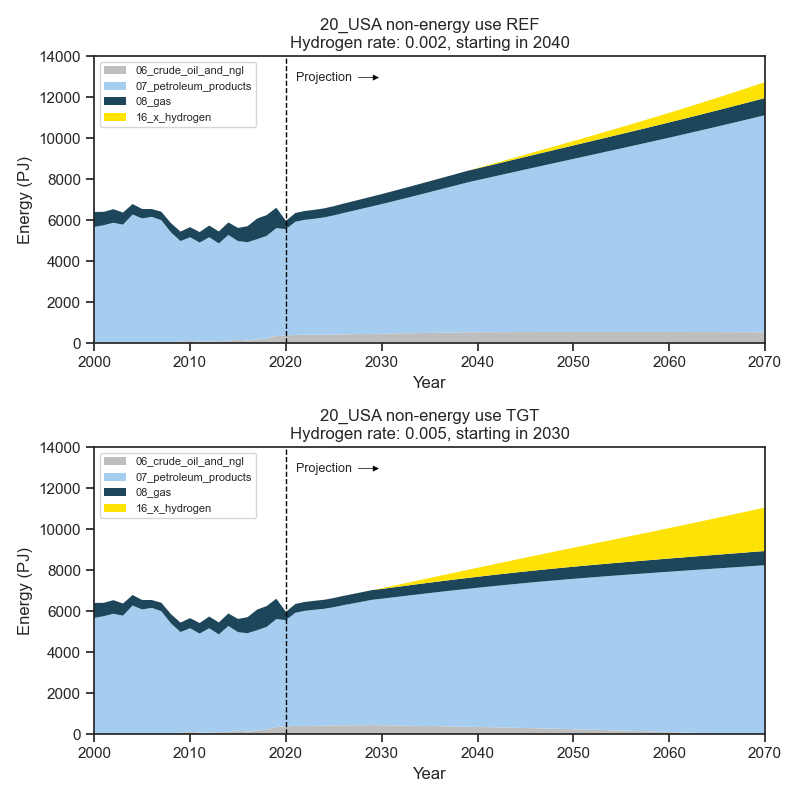 20_USA non-energy use REF
Hydrogen rate: 0.002, starting in 2040
14000
12000
10000
8000
6000
4000
2000
0
Energy (PJ)
06_crude_oil_and_ngl
07_petroleum_products
08_gas
16_x_hydrogen
Projection
2000 2010 2020 2030 2040 2050 2060 2070
Year
20_USA non-energy use TGT
Hydrogen rate: 0.005, starting in 2030
14000
12000
10000
8000
6000
4000
2000
0
Energy (PJ)
06_crude_oil_and_ngl
07_petroleum_products
08_gas
16_x_hydrogen
Projection
2000 2010 2020 2030 2040 2050 2060 2070
Year